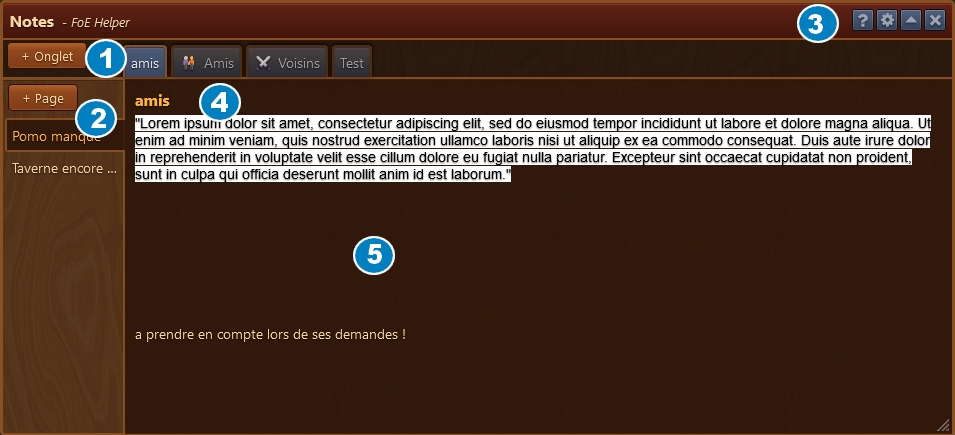 Notes - FoE Helper
3
?
+ Onglet
1
amis
Amis
Voisins
Test
+ Page
2
Pomo manque
Taverne encore ...
amis
4
"Lorem ipsum dolor sit amet, consectetur adipiscing elit, sed do eiusmod tempor incididunt ut labore et dolore magna aliqua. Ut
enim ad minim veniam, quis nostrud exercitation ullamco laboris nisi ut aliquip ex ea commodo consequat. Duis aute irure dolor
in reprehenderit in voluptate velit esse cillum dolore eu fugiat nulla pariatur. Excepteur sint occaecat cupidatat non proident,
sunt in culpa qui officia deserunt mollit anim id est laborum."
5
a prendre en compte lors de ses demandes !